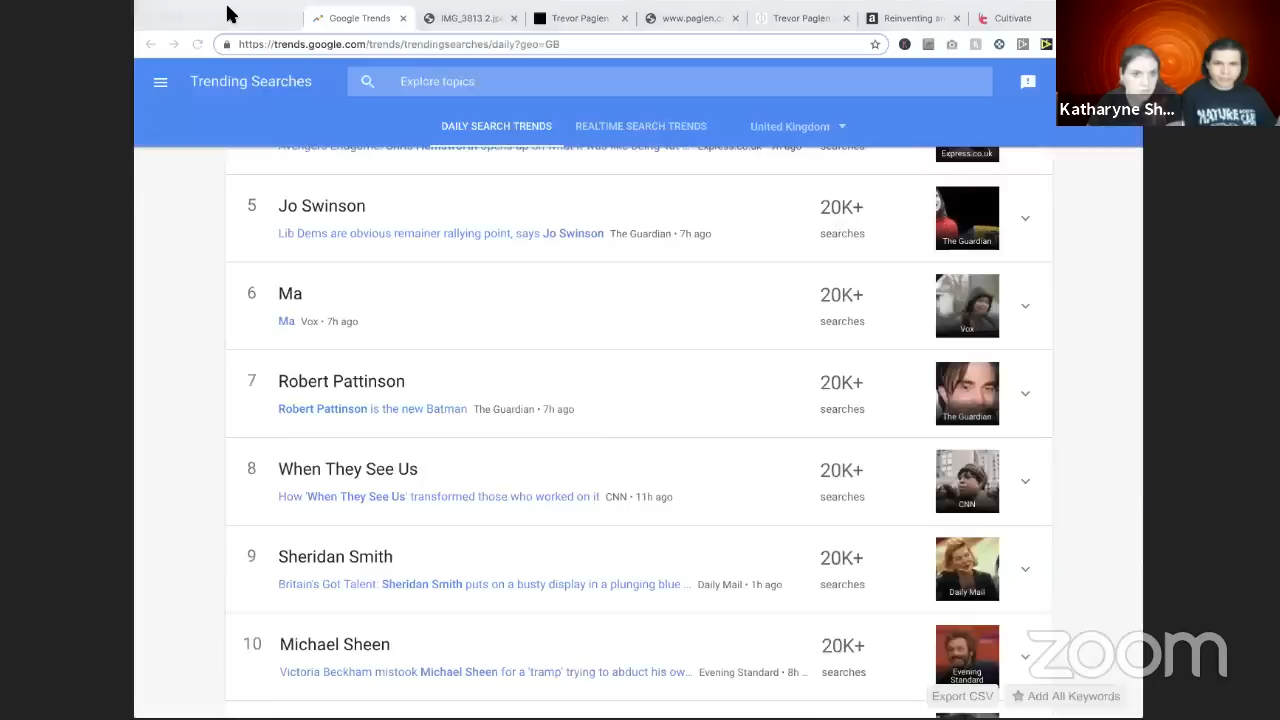 Google Trends
IMG_3813 2.jp
Trevor Paglen
www.paglen.c
Trevor Paglen
Reinventing an
Cultivate
https://trends.google.com/trends/trendingsearches/daily?geo=GB
Trending Searches
Explore topics
Katharyne Sh...
DAILY SEARCH TRENDS
REALTIME SEARCH TRENDS
United Kingdom
searches
Express.co.uk
5
Jo Swinson
20K+
Lib Dems are obvious remainer rallying point, says Jo Swinson The Guardian • 7h ago
searches
The Guardian
6
Ma
20K+
Ma Vox • 7h ago
searches
Vox
7
Robert Pattinson
20K+
Robert Pattinson is the new Batman The Guardian • 7h ago
searches
The Guardian
8
When They See Us
20K+
How 'When They See Us' transformed those who worked on it CNN • 11h ago
searches
CNN
9
Sheridan Smith
20K+
Britain's Got Talent: Sheridan Smith puts on a busty display in a plunging blue ... Daily Mail • 1h ago
searches
Daily Mail
10
Michael Sheen
20K+
Victoria Beckham mistook Michael Sheen for a 'tramp' trying to abduct his ow... Evening Standard • 8h ...
searches
Evening
Standard
zoom
Export CSV
Add All Keywords